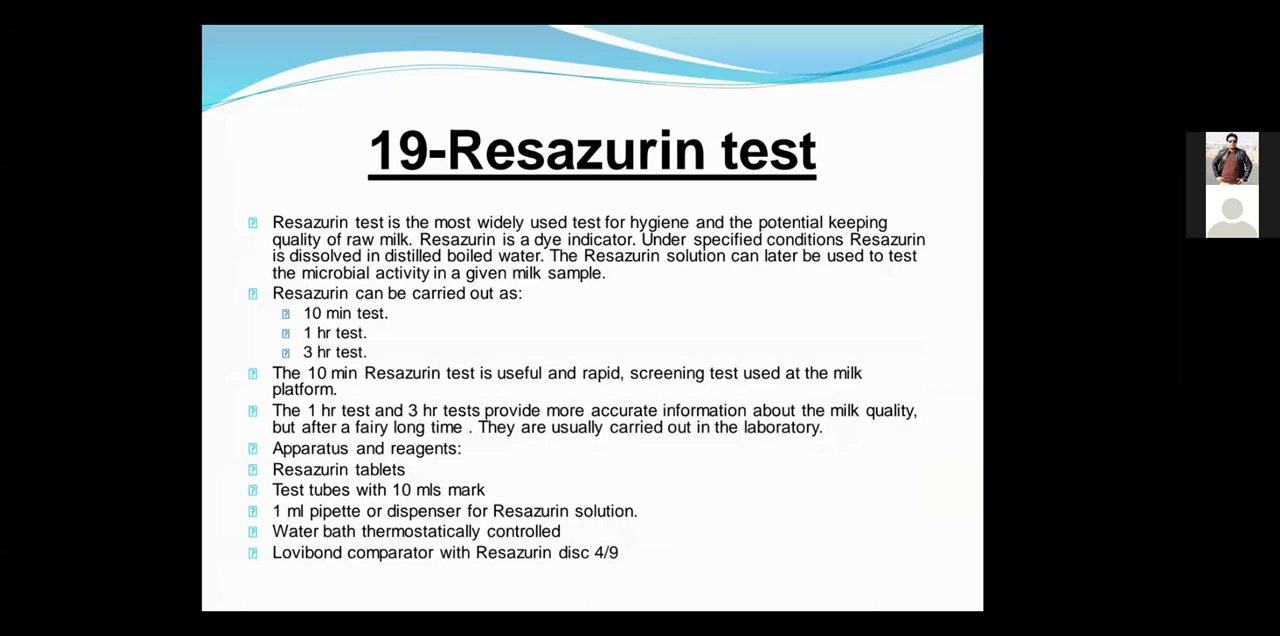 19-Resazurin test
Resazurin test is the most widely used test for hygiene and the potential keeping
quality of raw milk. Resazurin is a dye indicator. Under specified conditions Resazurin
is dissolved in distilled boiled water. The Resazurin solution can later be used to test
the microbial activity in a given milk sample.
Resazurin can be carried out as:
10 min test.
1 hr test.
3 hr test.
The 10 min Resazurin test is useful and rapid, screening test used at the milk
platform.
The 1 hr test and 3 hr tests provide more accurate information about the milk quality,
but after a fairy long time . They are usually carried out in the laboratory.
Apparatus and reagents:
Resazurin tablets
Test tubes with 10 mls mark
1 ml pipette or dispenser for Resazurin solution.
Water bath thermostatically controlled
Lovibond comparator with Resazurin disc 4/9